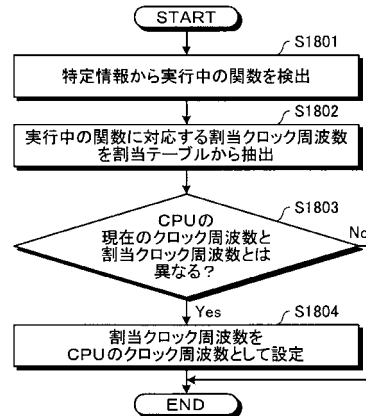 START
S1801
特定情報から実行中の関数を検出
S1802
実行中の関数に対応する割当クロック周波数
を割当テーブルから抽出
S1803
CPUの
現在のクロック周波数と
割当クロック周波数とは
異なる？
No
Yes
S1804
割当クロック周波数を
CPUのクロック周波数として設定
END